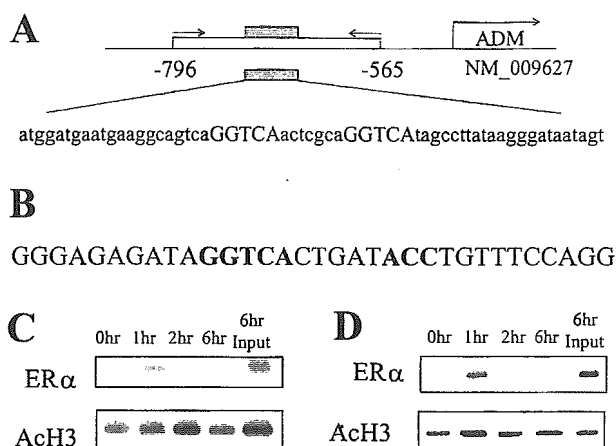 A
ADM
-796 -565 NM_009627
atggatgaatgaaggcagtcaGGTCAactcgcaGGTCAtagccttataagggataatagt
B
GGGAGAGATAGGTCACTGATACCTGTTTCCAGG
C
0hr 1hr 2hr 6hr 6hr Input
ERα
AcH3
D
0hr 1hr 2hr 6hr 6hr Input
ERα
AcH3